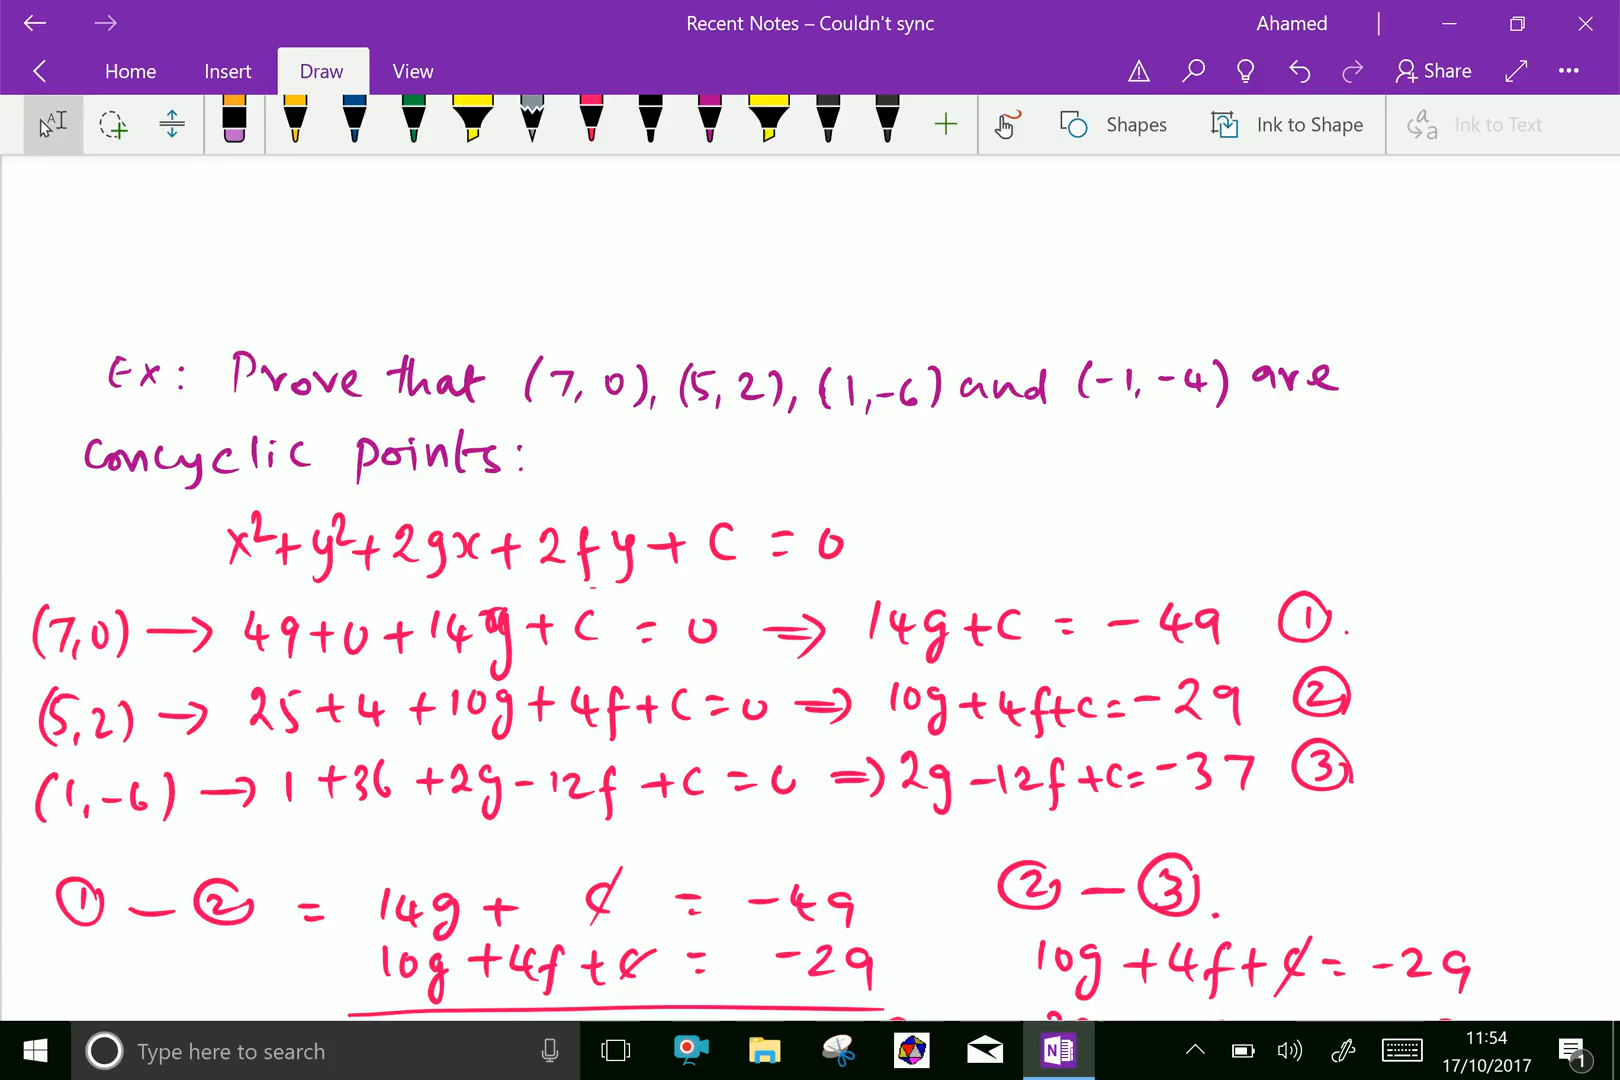 Recent Notes – Couldn't sync
Ahamed
Home Insert Draw View
Share
Shapes Ink to Shape Ink to Text
Ex: Prove that (7, 0), (5, 2), (1, -6) and (-1, -4) are
concyclic points:
x²+y²+2gx+2fy+c = 0
(7,0) → 49+0+14g+c = 0 ⇒ 14g+c = -49 ①.
(5,2) → 25+4+10g+4f+c=0 ⇒ 10g+4f+c=-29 ②
(1,-6) → 1+36+2g-12f+c=0 ⇒ 2g-12f+c=-37 ③
① - ② = 14g+ c = -49
10g+4f+c = -29
② - ③.
10g+4f+c = -29
Type here to search
11:54
17/10/2017
1